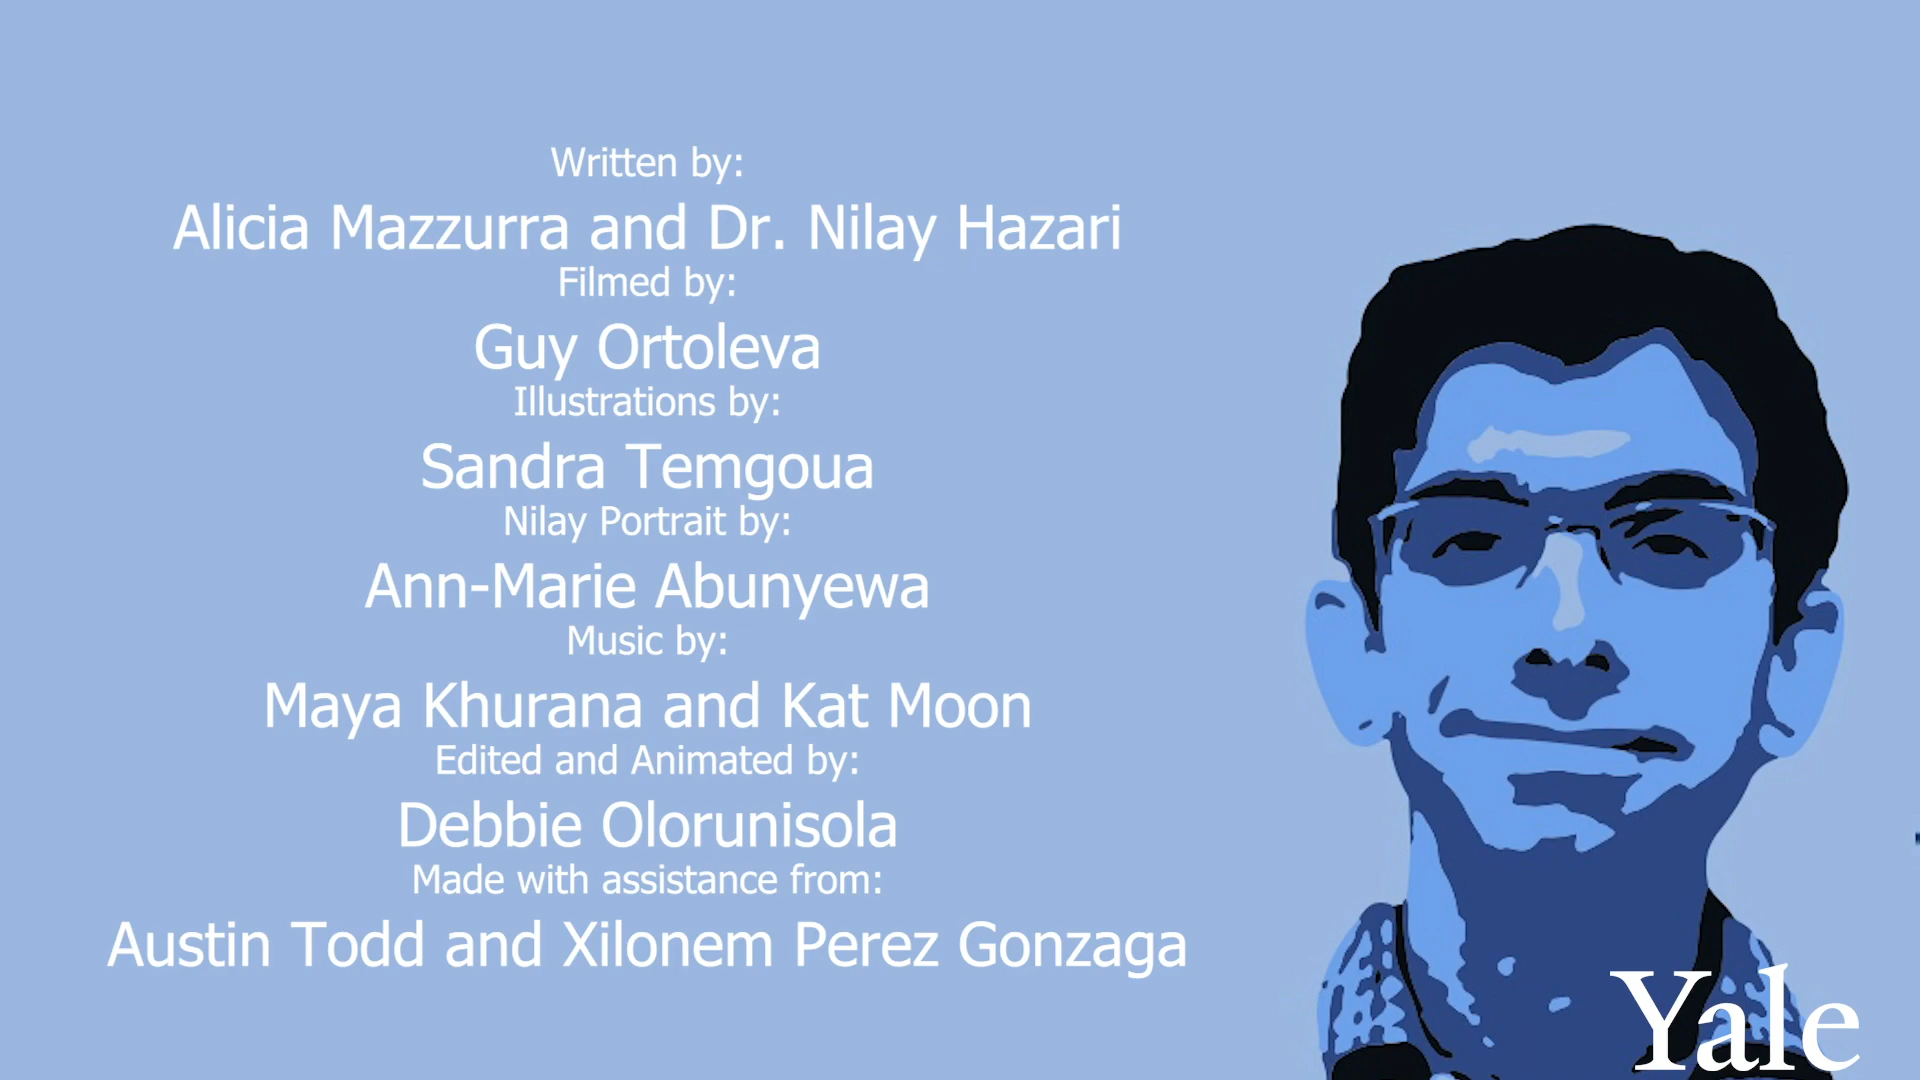 Written by:
Alicia Mazzurra and Dr. Nilay Hazari
Filmed by:
Guy Ortoleva
Illustrations by:
Sandra Temgoua
Nilay Portrait by:
Ann-Marie Abunyewa
Music by:
Maya Khurana and Kat Moon
Edited and Animated by:
Debbie Olorunisola
Made with assistance from:
Austin Todd and Xilonem Perez Gonzaga
Yale